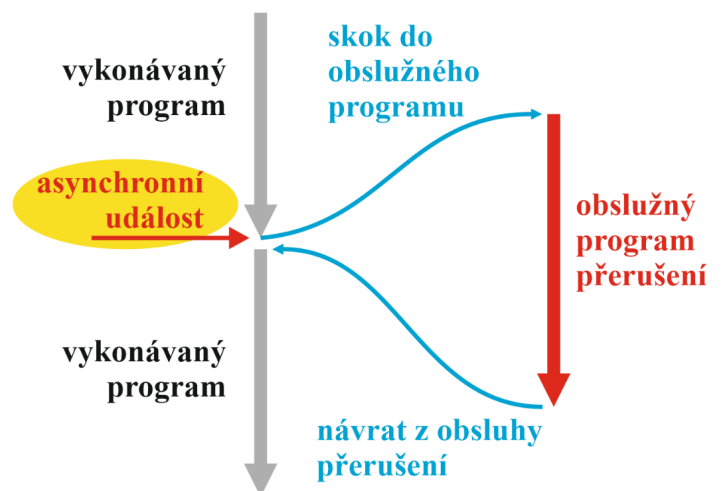 vykonávaný
program
skok do
obslužného
programu
asynchronní
událost
obslužný
program
přerušení
vykonávaný
program
návrat z obsluhy
přerušení